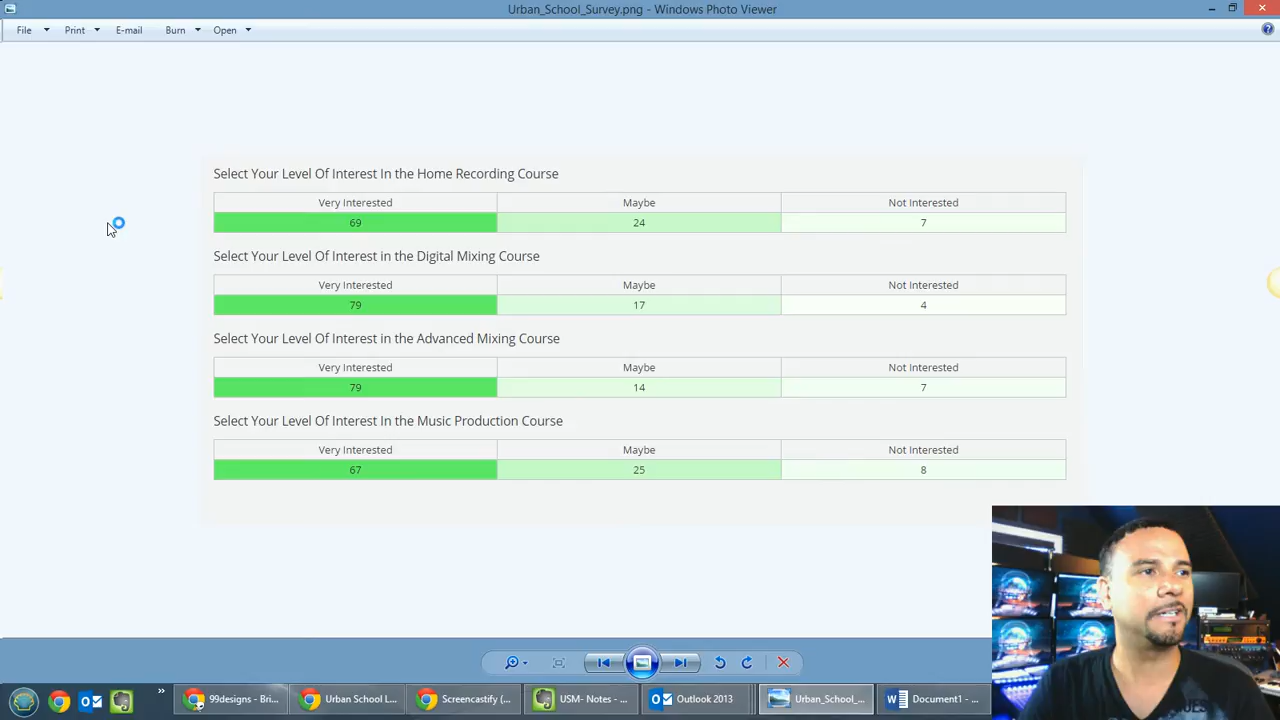 Urban_School_Survey.png - Windows Photo Viewer
File Print E-mail Burn Open
Select Your Level Of Interest In the Home Recording Course
Very Interested Maybe Not Interested
69 24 7
Select Your Level Of Interest in the Digital Mixing Course
Very Interested Maybe Not Interested
79 17 4
Select Your Level Of Interest in the Advanced Mixing Course
Very Interested Maybe Not Interested
79 14 7
Select Your Level Of Interest In the Music Production Course
Very Interested Maybe Not Interested
67 25 8
99designs - Bri... Urban School L... Screencastify (... USM- Notes - ... Outlook 2013 Urban_School_... Document1 - ...